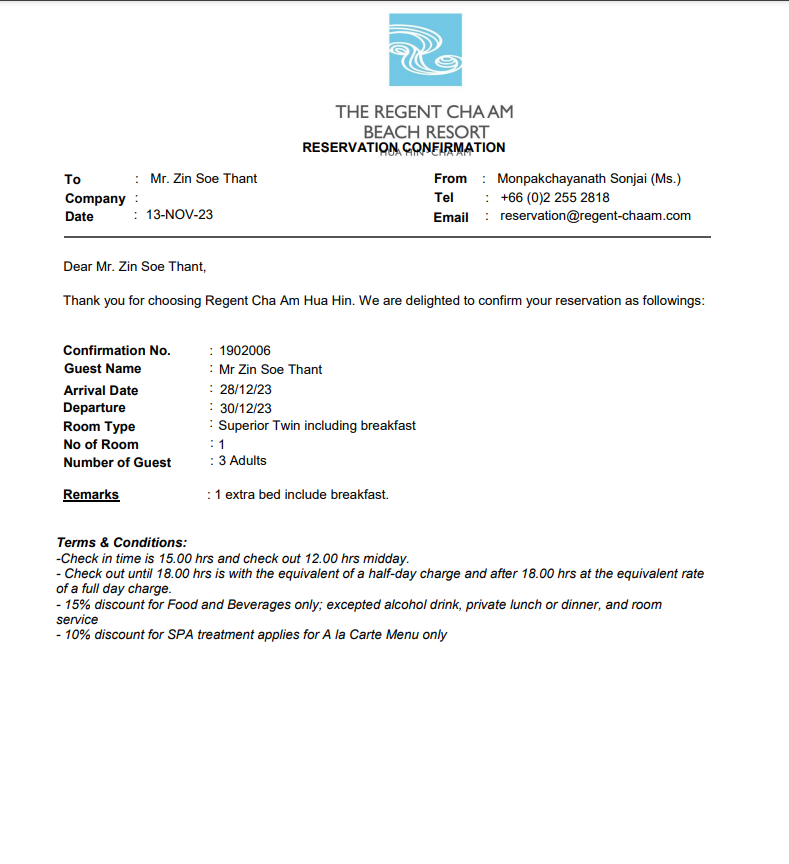 THE REGENT CHA AM
BEACH RESORT
HUA HIN - CHA AM
RESERVATION CONFIRMATION
To : Mr. Zin Soe Thant From : Monpakchayanath Sonjai (Ms.)
Company : Tel : +66 (0)2 255 2818
Date : 13-NOV-23 Email : reservation@regent-chaam.com
Dear Mr. Zin Soe Thant,
Thank you for choosing Regent Cha Am Hua Hin. We are delighted to confirm your reservation as followings:
Confirmation No. : 1902006
Guest Name : Mr Zin Soe Thant
Arrival Date : 28/12/23
Departure : 30/12/23
Room Type : Superior Twin including breakfast
No of Room : 1
Number of Guest : 3 Adults
Remarks : 1 extra bed include breakfast.
Terms & Conditions:
-Check in time is 15.00 hrs and check out 12.00 hrs midday.
- Check out until 18.00 hrs is with the equivalent of a half-day charge and after 18.00 hrs at the equivalent rate
of a full day charge.
- 15% discount for Food and Beverages only; excepted alcohol drink, private lunch or dinner, and room
service
- 10% discount for SPA treatment applies for A la Carte Menu only